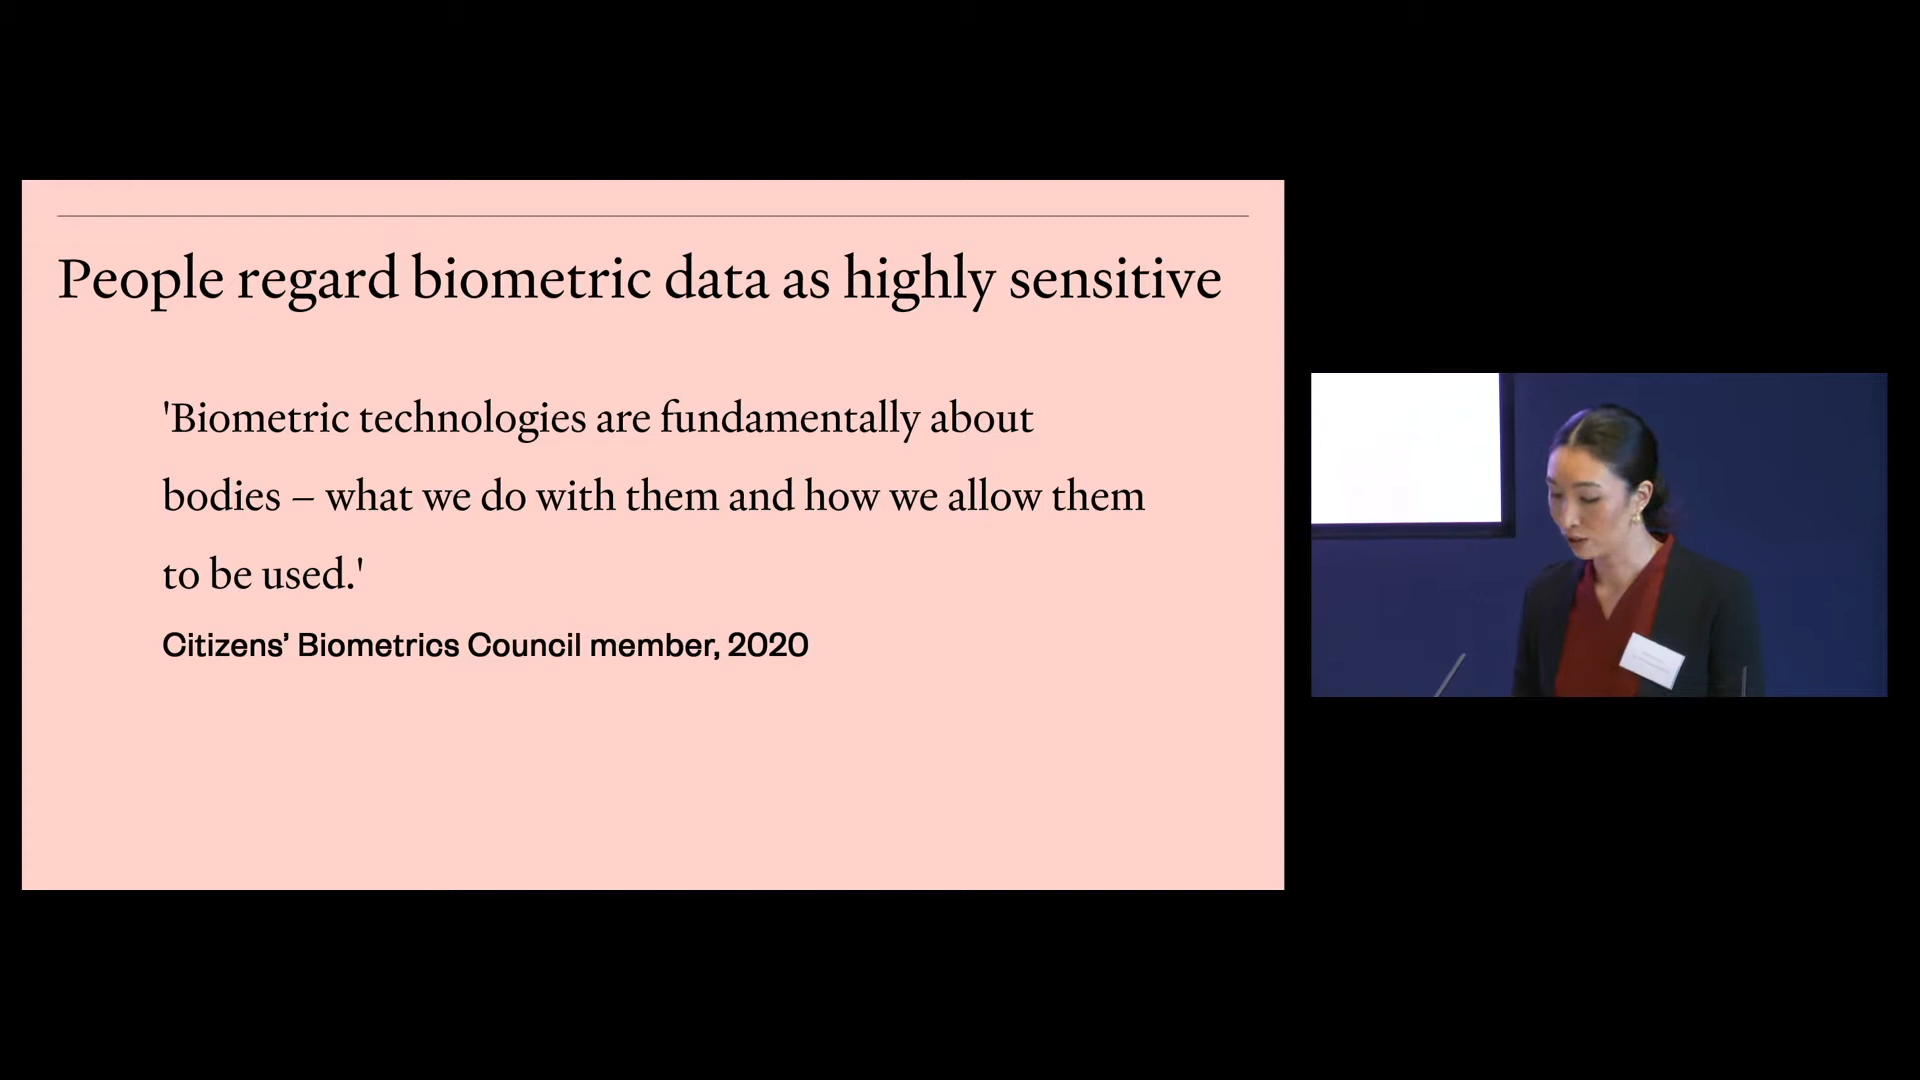 People regard biometric data as highly sensitive
'Biometric technologies are fundamentally about
bodies – what we do with them and how we allow them
to be used.'
Citizens’ Biometrics Council member, 2020